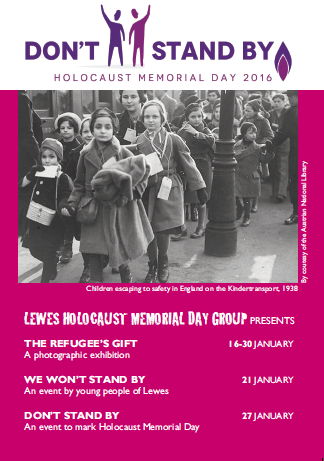 DON'T STAND BY
HOLOCAUST MEMORIAL DAY 2016
By courtesy of the Austrian National Library
Children escaping to safety in England on the Kindertransport, 1938
LEWES HOLOCAUST MEMORIAL DAY GROUP PRESENTS
THE REFUGEE'S GIFT 16-30 JANUARY
A photographic exhibition
WE WON'T STAND BY 21 JANUARY
An event by young people of Lewes
DON'T STAND BY 27 JANUARY
An event to mark Holocaust Memorial Day